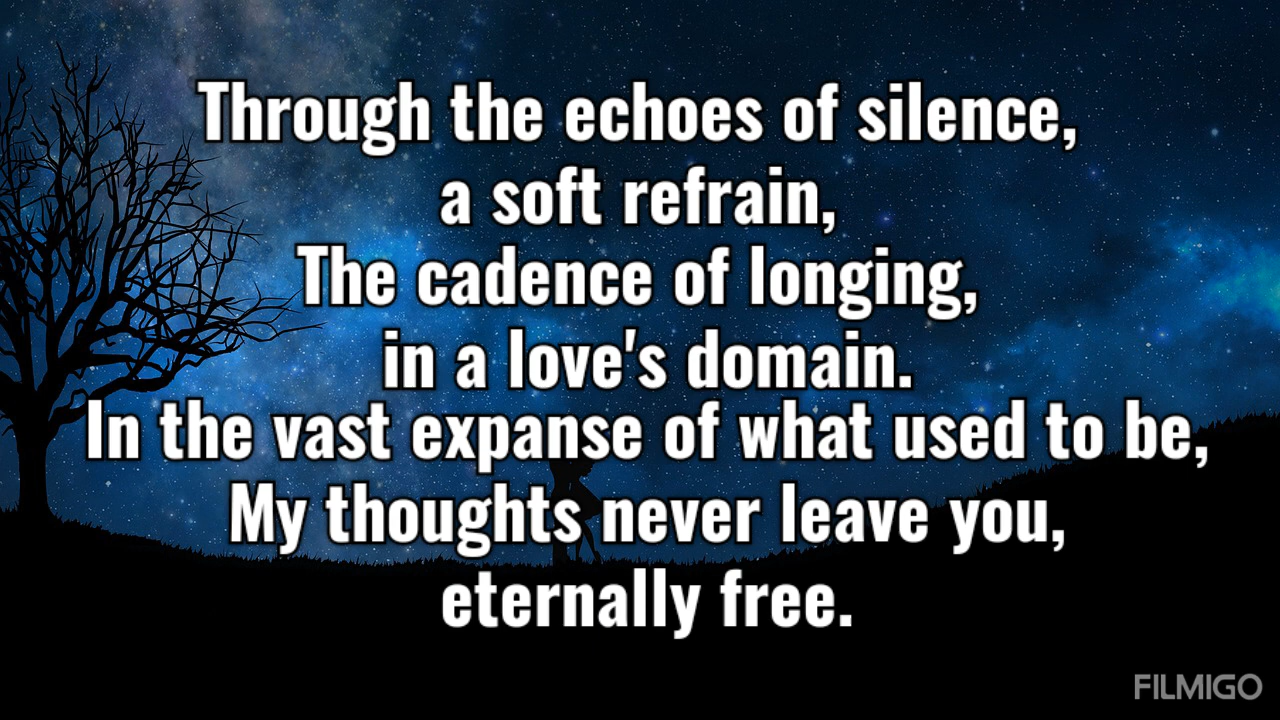 Through the echoes of silence,
a soft refrain,
The cadence of longing,
in a love's domain.
In the vast expanse of what used to be,
My thoughts never leave you,
eternally free.
FILMIGO